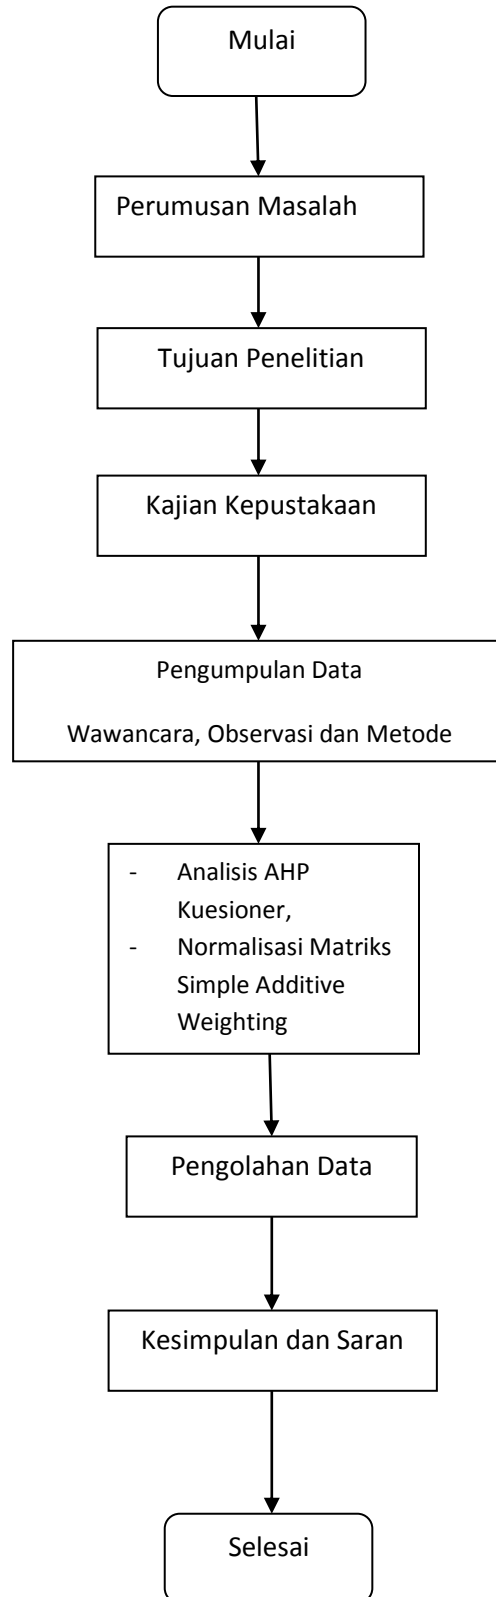 Mulai
Perumusan Masalah
Tujuan Penelitian
Kajian Kepustakaan
Pengumpulan Data
Wawancara, Observasi dan Metode
- Analisis AHP
Kuesioner,
- Normalisasi Matriks
Simple Additive
Weighting
Pengolahan Data
Kesimpulan dan Saran
Selesai